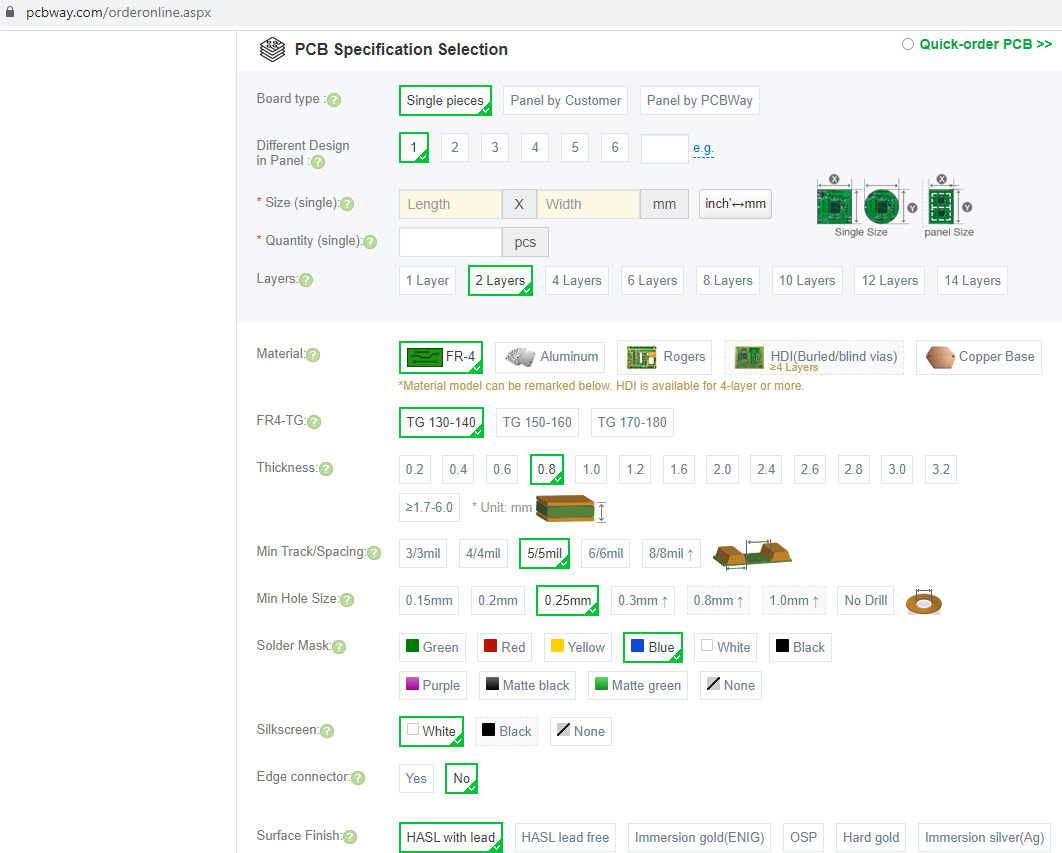 pcbway.com/orderonline.aspx
PCB Specification Selection
Quick-order PCB >>
Board type : ? Single pieces Panel by Customer Panel by PCBWay
Different Design
in Panel : ? 1 2 3 4 5 6 e.g.
* Size (single): ? Length X Width mm inch'↔mm
X X Y Y
Single Size panel Size
* Quantity (single): ? pcs
Layers: ? 1 Layer 2 Layers 4 Layers 6 Layers 8 Layers 10 Layers 12 Layers 14 Layers
Material: ? FR-4 Aluminum Rogers HDI(Buried/blind vias) Copper Base
≥4 Layers
*Material model can be remarked below. HDI is available for 4-layer or more.
FR4-TG: ? TG 130-140 TG 150-160 TG 170-180
Thickness: ? 0.2 0.4 0.6 0.8 1.0 1.2 1.6 2.0 2.4 2.6 2.8 3.0 3.2
≥1.7-6.0 * Unit: mm
Min Track/Spacing: ? 3/3mil 4/4mil 5/5mil 6/6mil 8/8mil ↑
Min Hole Size: ? 0.15mm 0.2mm 0.25mm 0.3mm ↑ 0.8mm ↑ 1.0mm ↑ No Drill
Solder Mask: ? Green Red Yellow Blue White Black
Purple Matte black Matte green None
Silkscreen: ? White Black None
Edge connector: ? Yes No
Surface Finish: ? HASL with lead HASL lead free Immersion gold(ENIG) OSP Hard gold Immersion silver(Ag)